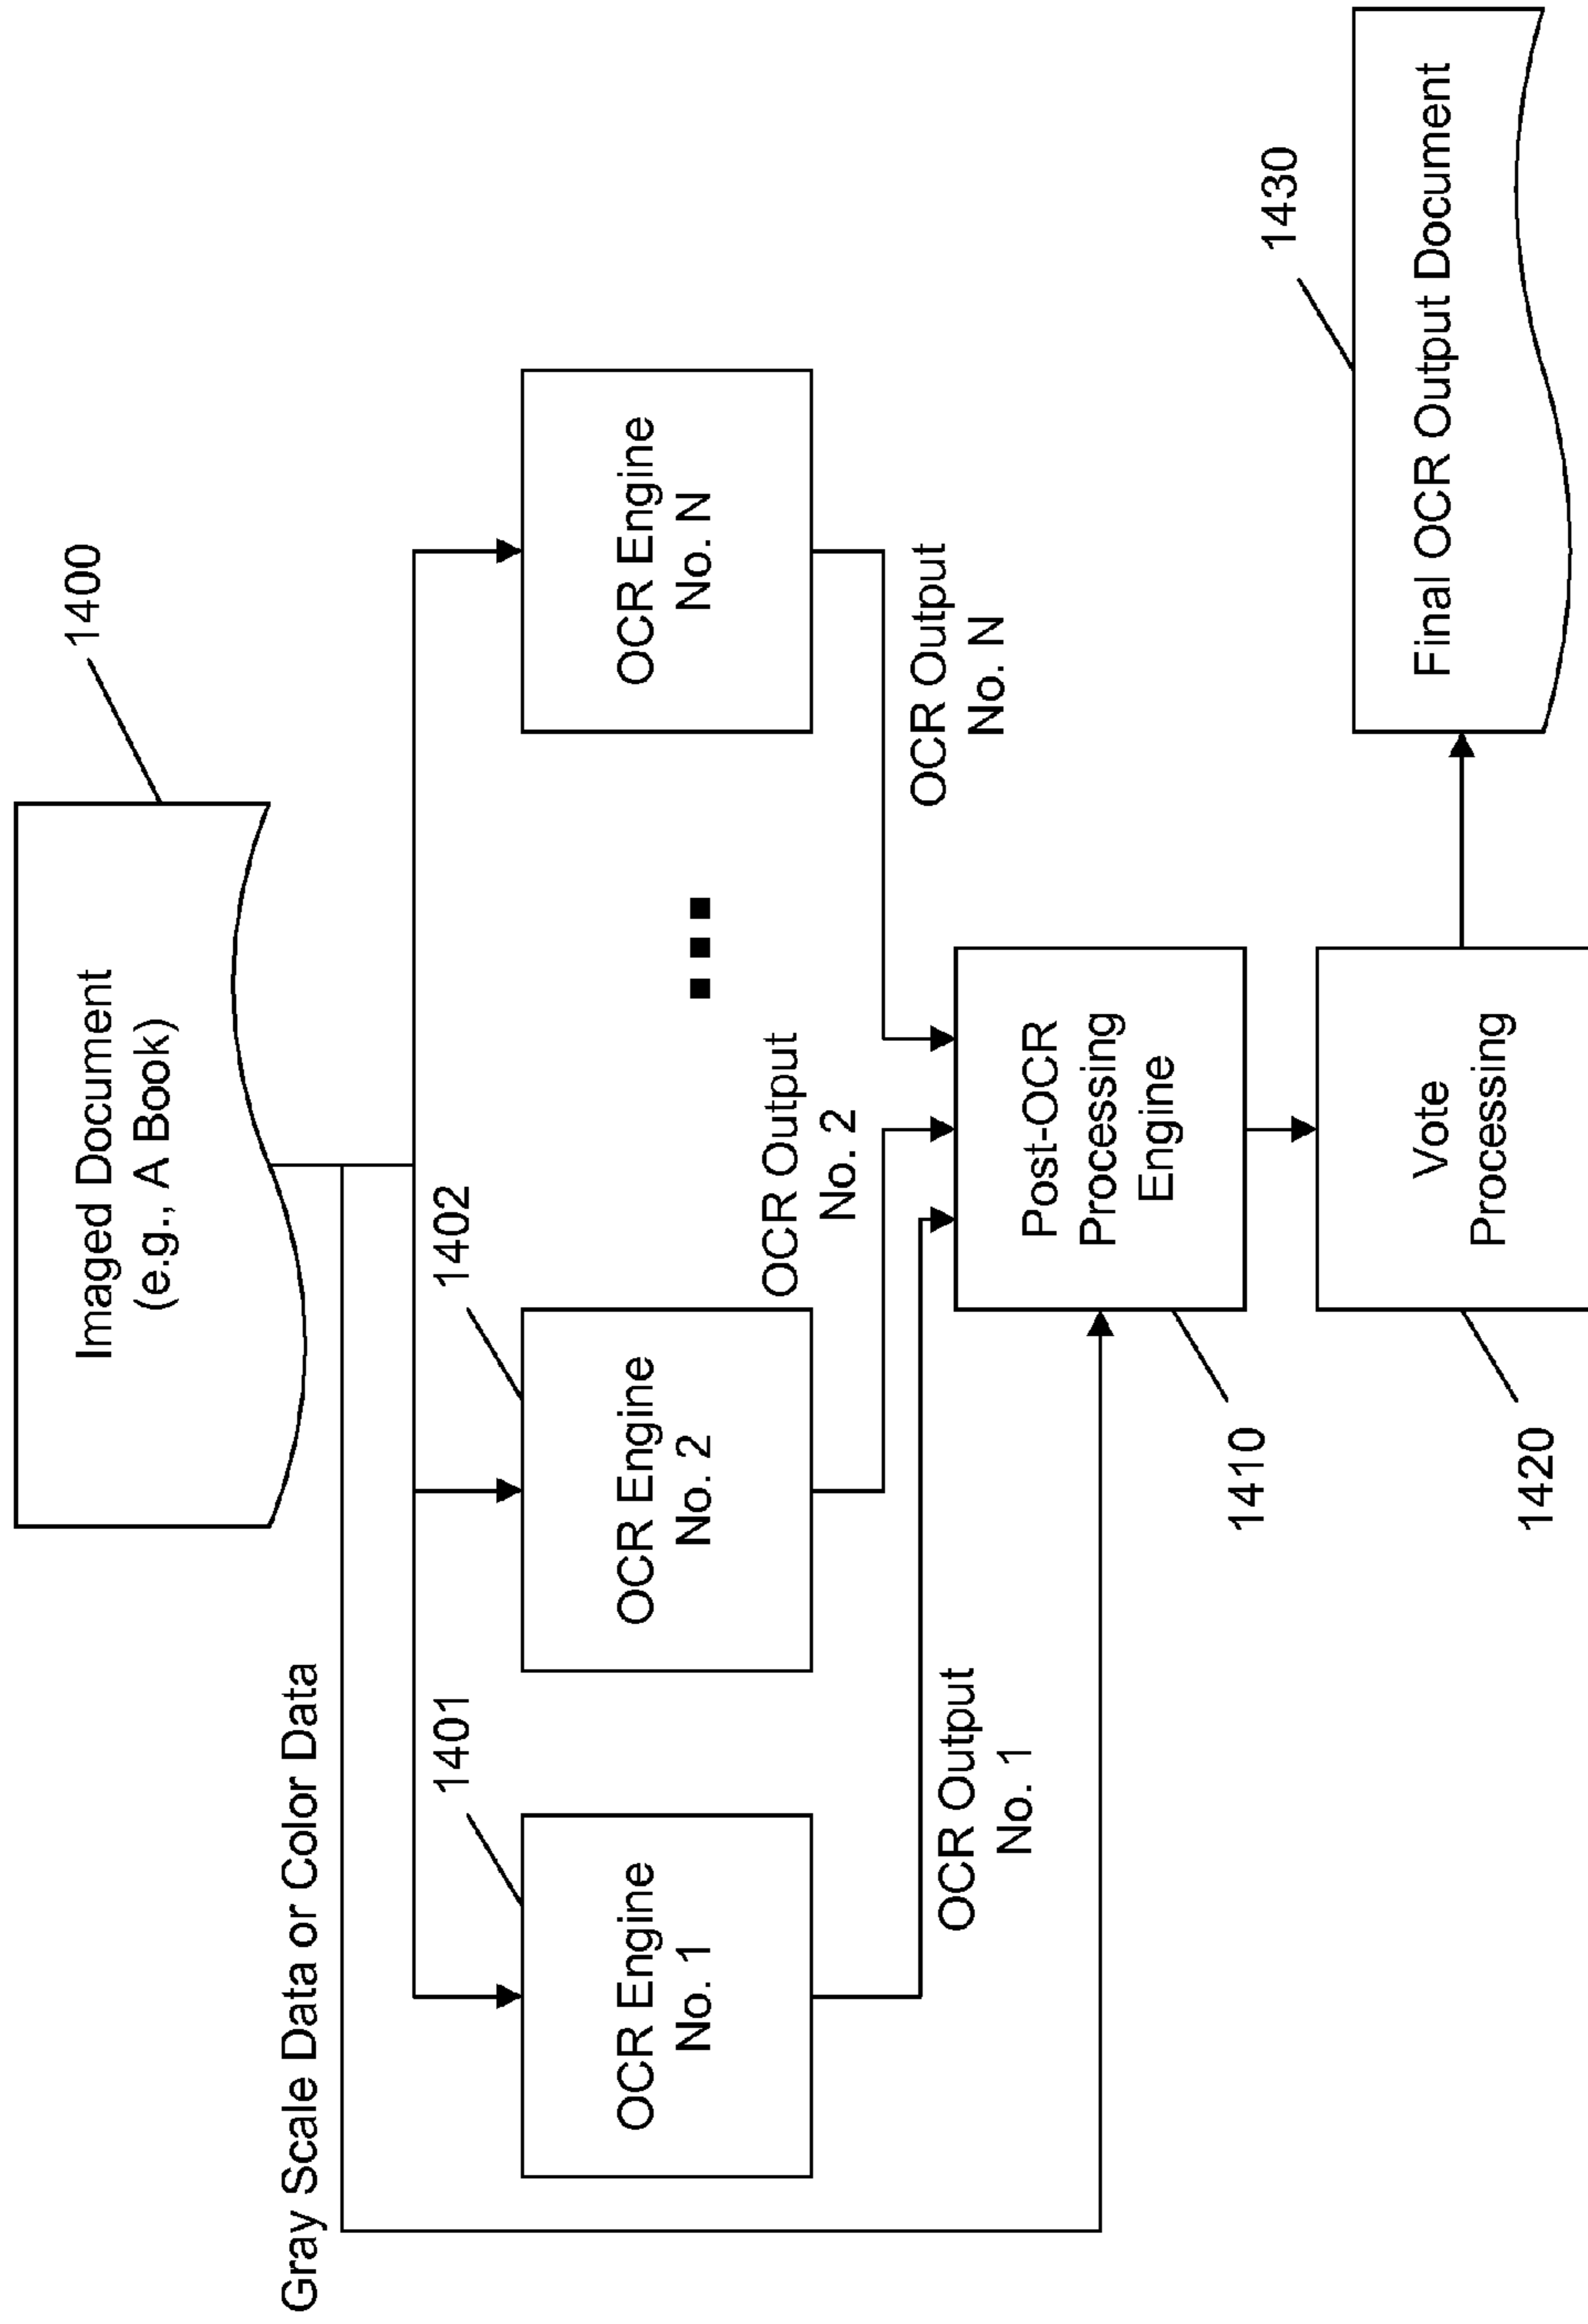 1400
Imaged Document
(e.g., A Book)
Gray Scale Data or Color Data
1401
1402
OCR Engine
No. 1
OCR Engine
No. 2
OCR Engine
No. N
OCR Output
No. 1
OCR Output
No. 2
OCR Output
No. N
Post-OCR
Processing
Engine
1410
Vote
Processing
1420
1430
Final OCR Output Document